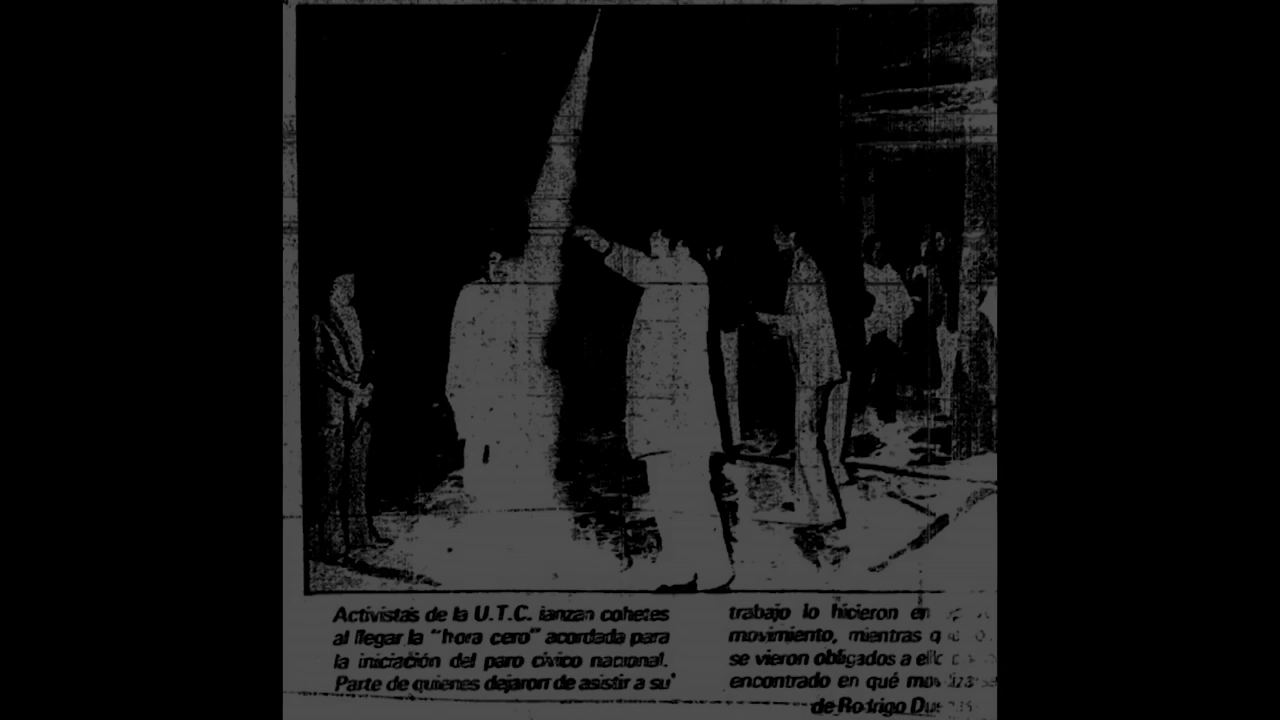 Activistas de la U.T.C. lanzan cohetes
al llegar la "hora cero" acordada para
la iniciación del paro cívico nacional.
Parte de quienes dejaron de asistir a su
trabajo lo hicieron en
movimiento, mientras
se vieron obligados a
encontrado en qué
de Rodrigo